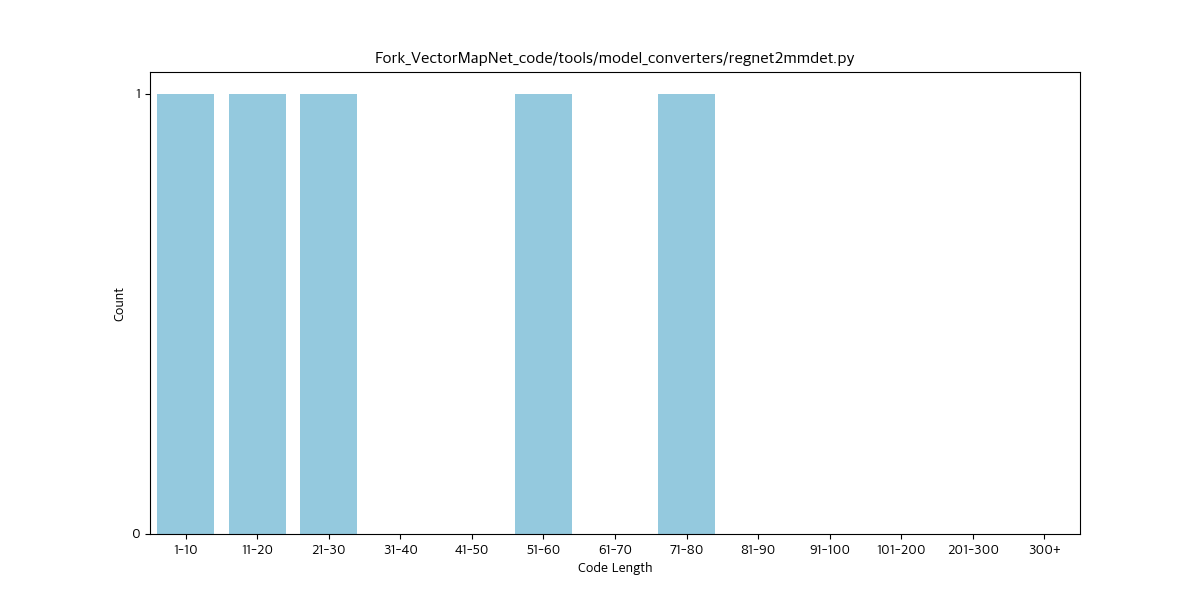 Fork_VectorMapNet_code/tools/model_converters/regnet2mmdet.py
1
Count
0
1-10 11-20 21-30 31-40 41-50 51-60 61-70 71-80 81-90 91-100 101-200 201-300 300+
Code Length